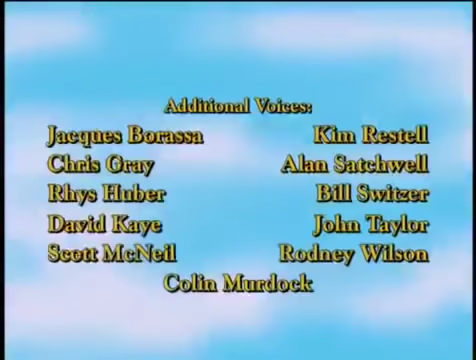 Additional Voices:
Jacques Borassa Kim Restell
Chris Gray Alan Satchwell
Rhys Huber Bill Switzer
David Kaye John Taylor
Scott McNeil Rodney Wilson
Colin Murdock